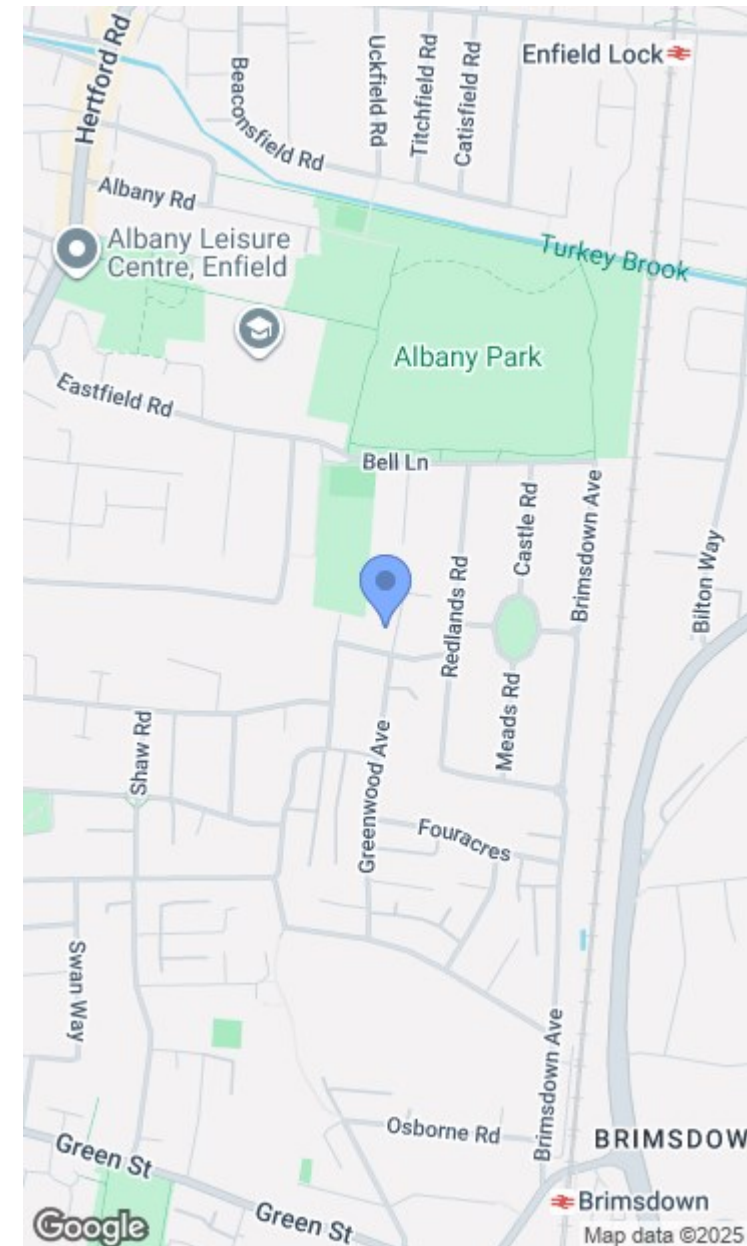 Hertford Rd
Beaconsfield Rd
Uckfield Rd
Titchfield Rd
Catisfield Rd
Enfield Lock
Albany Rd
Albany Leisure
Centre, Enfield
Turkey Brook
Albany Park
Eastfield Rd
Bell Ln
Redlands Rd
Castle Rd
Brimsdown Ave
Bilton Way
Meads Rd
Shaw Rd
Greenwood Ave
Fouracres
Swan Way
Brimsdown Ave
Osborne Rd
BRIMSDOW
Green St
Green St
Brimsdown
Google
Map data ©2025